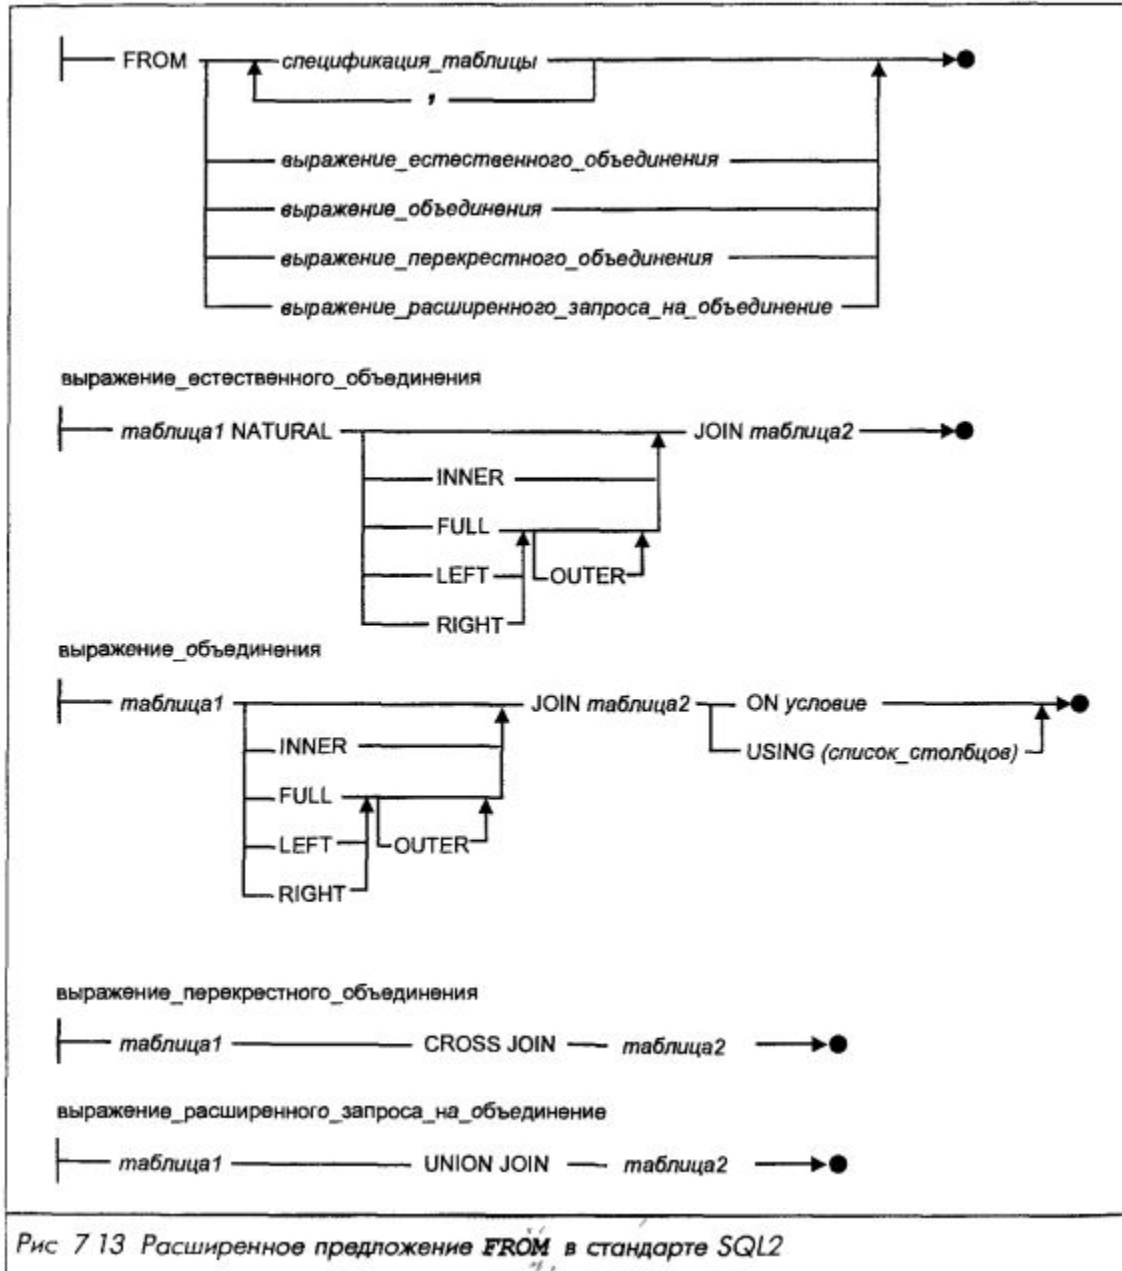 FROM спецификация_таблицы
,
выражение_естественного_объединения
выражение_объединения
выражение_перекрестного_объединения
выражение_расширенного_запроса_на_объединение
выражение_естественного_объединения
таблица1 NATURAL JOIN таблица2
INNER
FULL
LEFT OUTER
RIGHT
выражение_объединения
таблица1 JOIN таблица2 ON условие
INNER USING (список_столбцов)
FULL
LEFT OUTER
RIGHT
выражение_перекрестного_объединения
таблица1 CROSS JOIN таблица2
выражение_расширенного_запроса_на_объединение
таблица1 UNION JOIN таблица2
Рис 7 13 Расширенное предложение FROM в стандарте SQL2